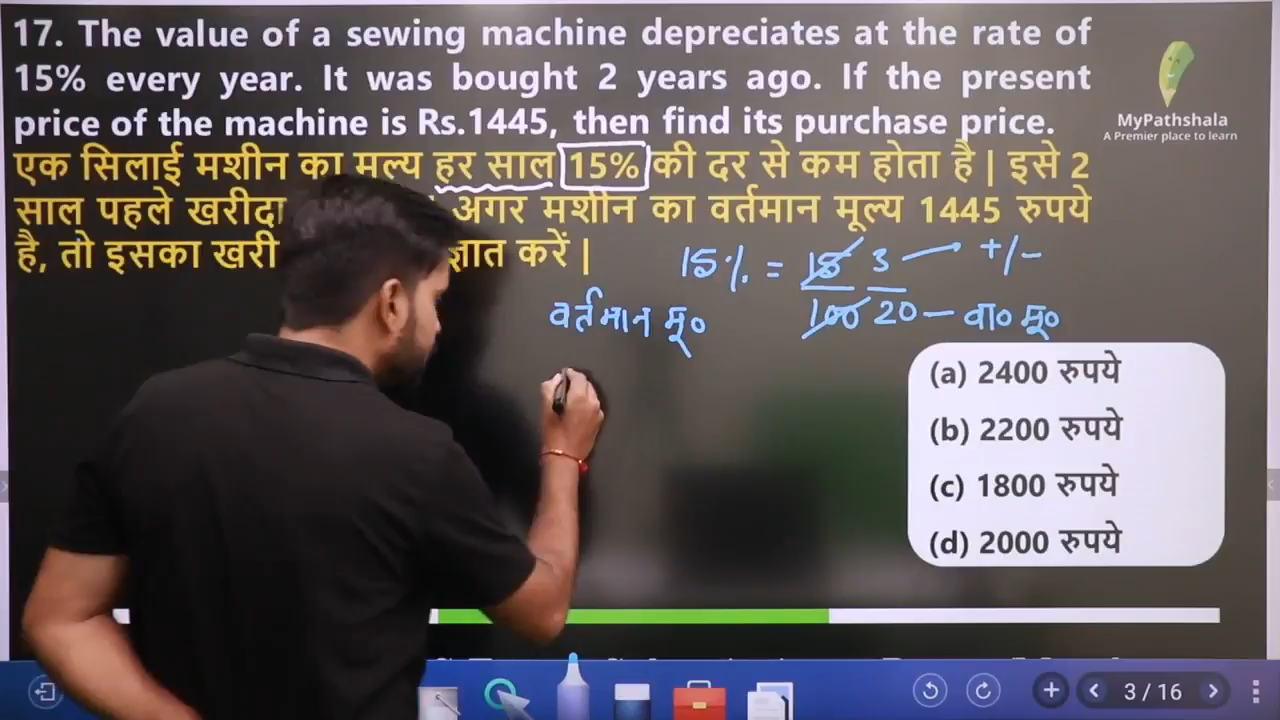 17. The value of a sewing machine depreciates at the rate of
15% every year. It was bought 2 years ago. If the present
price of the machine is Rs.1445, then find its purchase price.
MyPathshala
A Premier place to learn
एक सिलाई मशीन का मूल्य हर साल 15% की दर से कम होता है | इसे 2
साल पहले खरीदा अगर मशीन का वर्तमान मूल्य 1445 रुपये
है, तो इसका खरी ज्ञात करें |
15% = 15 3 +/-
100 20 — वा० मू०
वर्तमान मू०
(a) 2400 रुपये
(b) 2200 रुपये
(c) 1800 रुपये
(d) 2000 रुपये
3 / 16